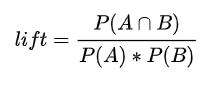 lift = P(A ∩ B) / P(A) * P(B)